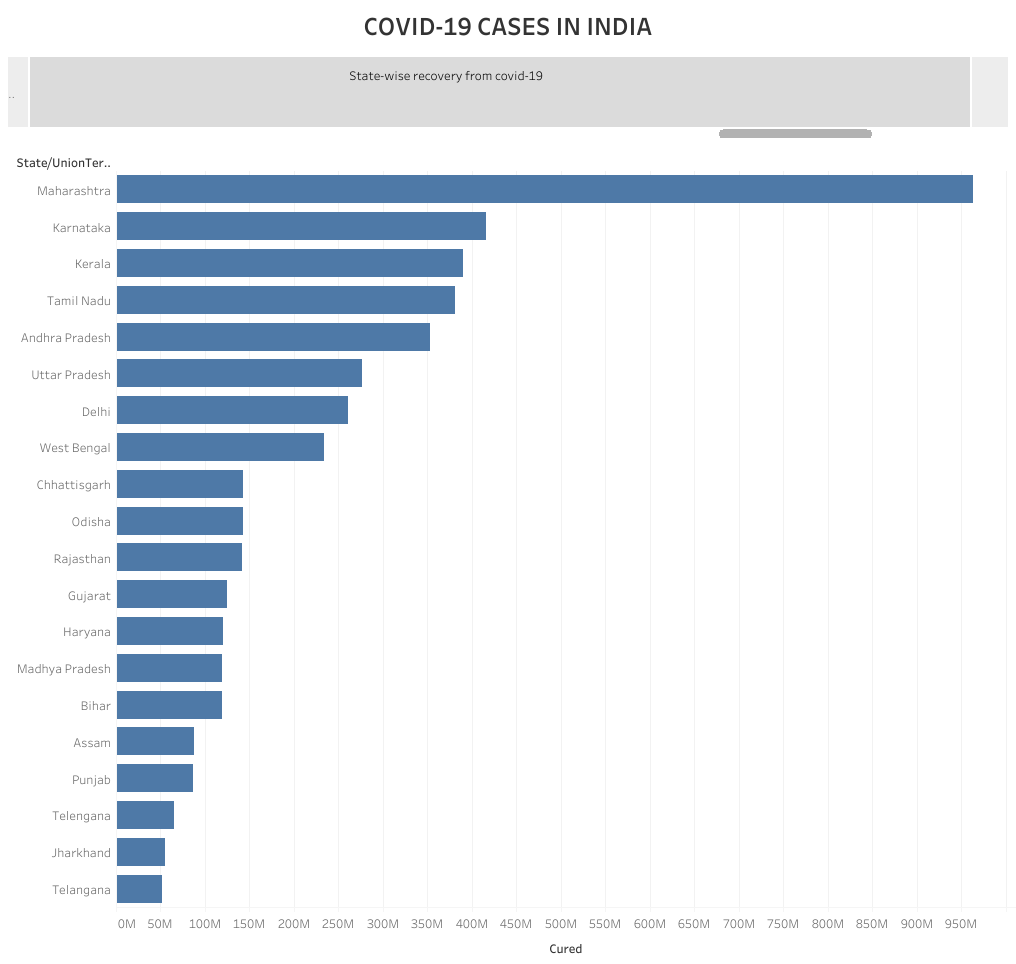 COVID-19 CASES IN INDIA
State-wise recovery from covid-19
..
State/UnionTer..
Maharashtra
Karnataka
Kerala
Tamil Nadu
Andhra Pradesh
Uttar Pradesh
Delhi
West Bengal
Chhattisgarh
Odisha
Rajasthan
Gujarat
Haryana
Madhya Pradesh
Bihar
Assam
Punjab
Telengana
Jharkhand
Telangana
0M 50M 100M 150M 200M 250M 300M 350M 400M 450M 500M 550M 600M 650M 700M 750M 800M 850M 900M 950M
Cured